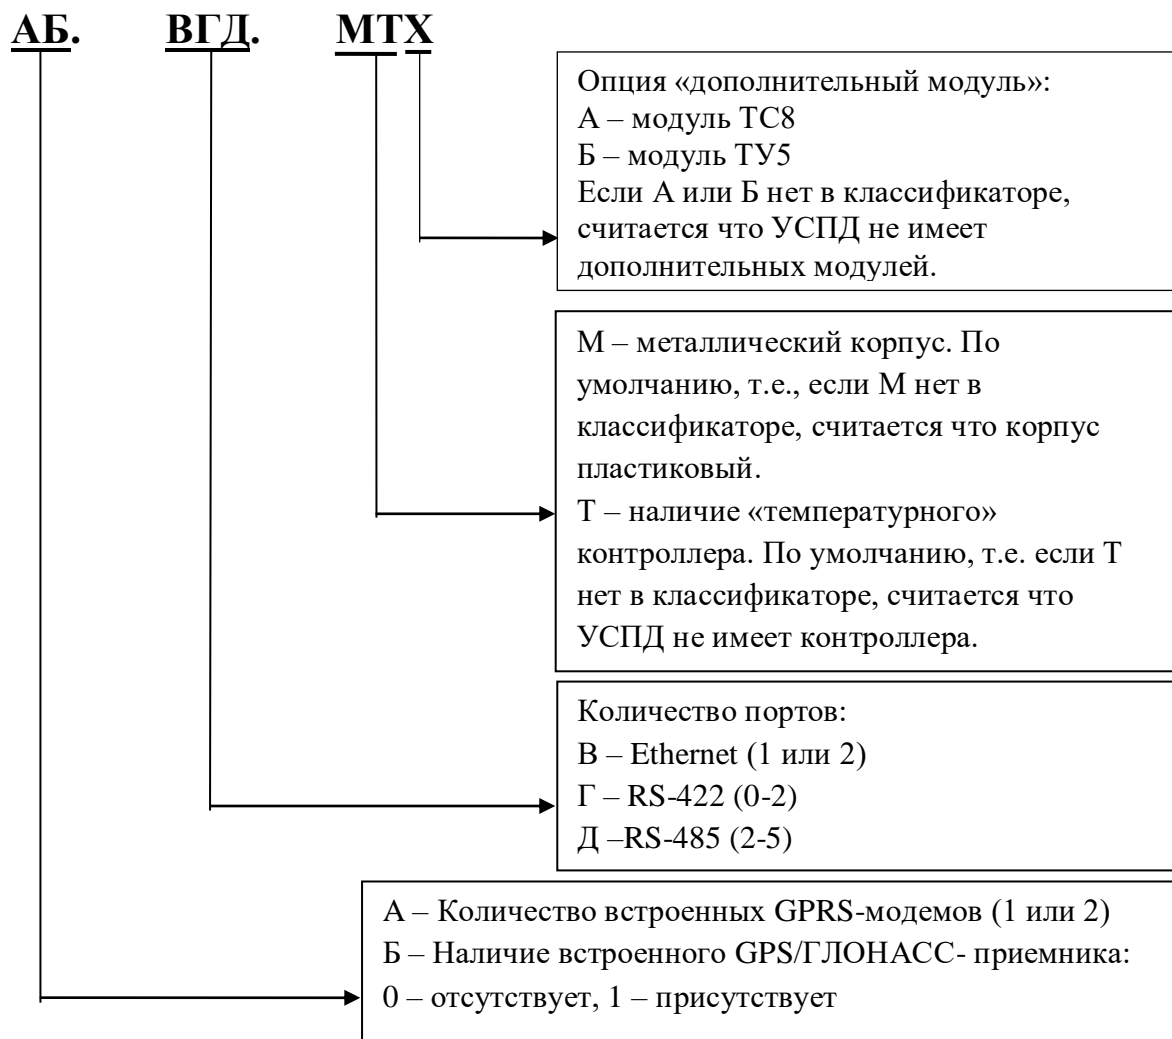 АБ. ВГД. МТХ
Опция «дополнительный модуль»:
А – модуль ТС8
Б – модуль ТУ5
Если А или Б нет в классификаторе,
считается что УСПД не имеет
дополнительных модулей.
М – металлический корпус. По
умолчанию, т.е., если М нет в
классификаторе, считается что корпус
пластиковый.
Т – наличие «температурного»
контроллера. По умолчанию, т.е. если Т
нет в классификаторе, считается что
УСПД не имеет контроллера.
Количество портов:
В – Ethernet (1 или 2)
Г – RS-422 (0-2)
Д –RS-485 (2-5)
А – Количество встроенных GPRS-модемов (1 или 2)
Б – Наличие встроенного GPS/ГЛОНАСС- приемника:
0 – отсутствует, 1 – присутствует